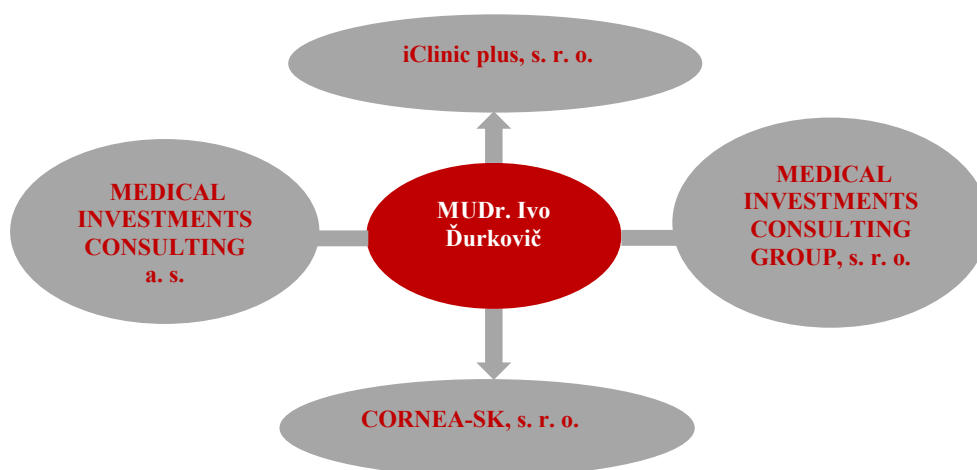 iClinic plus, s. r. o.
MEDICAL
INVESTMENTS
CONSULTING
a. s.
MUDr. Ivo
Ďurkovič
MEDICAL
INVESTMENTS
CONSULTING
GROUP, s. r. o.
CORNEA-SK, s. r. o.